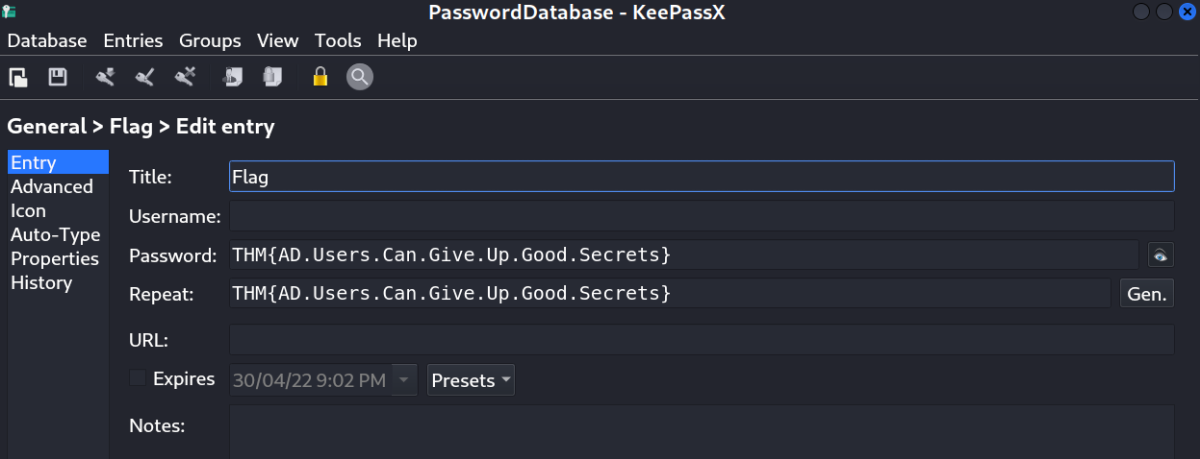 PasswordDatabase - KeePassX
Database Entries Groups View Tools Help
General > Flag > Edit entry
Entry
Advanced
Icon
Auto-Type
Properties
History
Title: Flag
Username:
Password: THM{AD.Users.Can.Give.Up.Good.Secrets}
Repeat: THM{AD.Users.Can.Give.Up.Good.Secrets} Gen.
URL:
Expires 30/04/22 9:02 PM Presets
Notes: